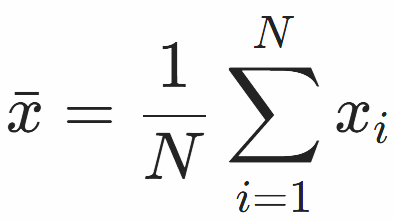 x̄ = 1/N ∑_{i=1}^{N} x_i